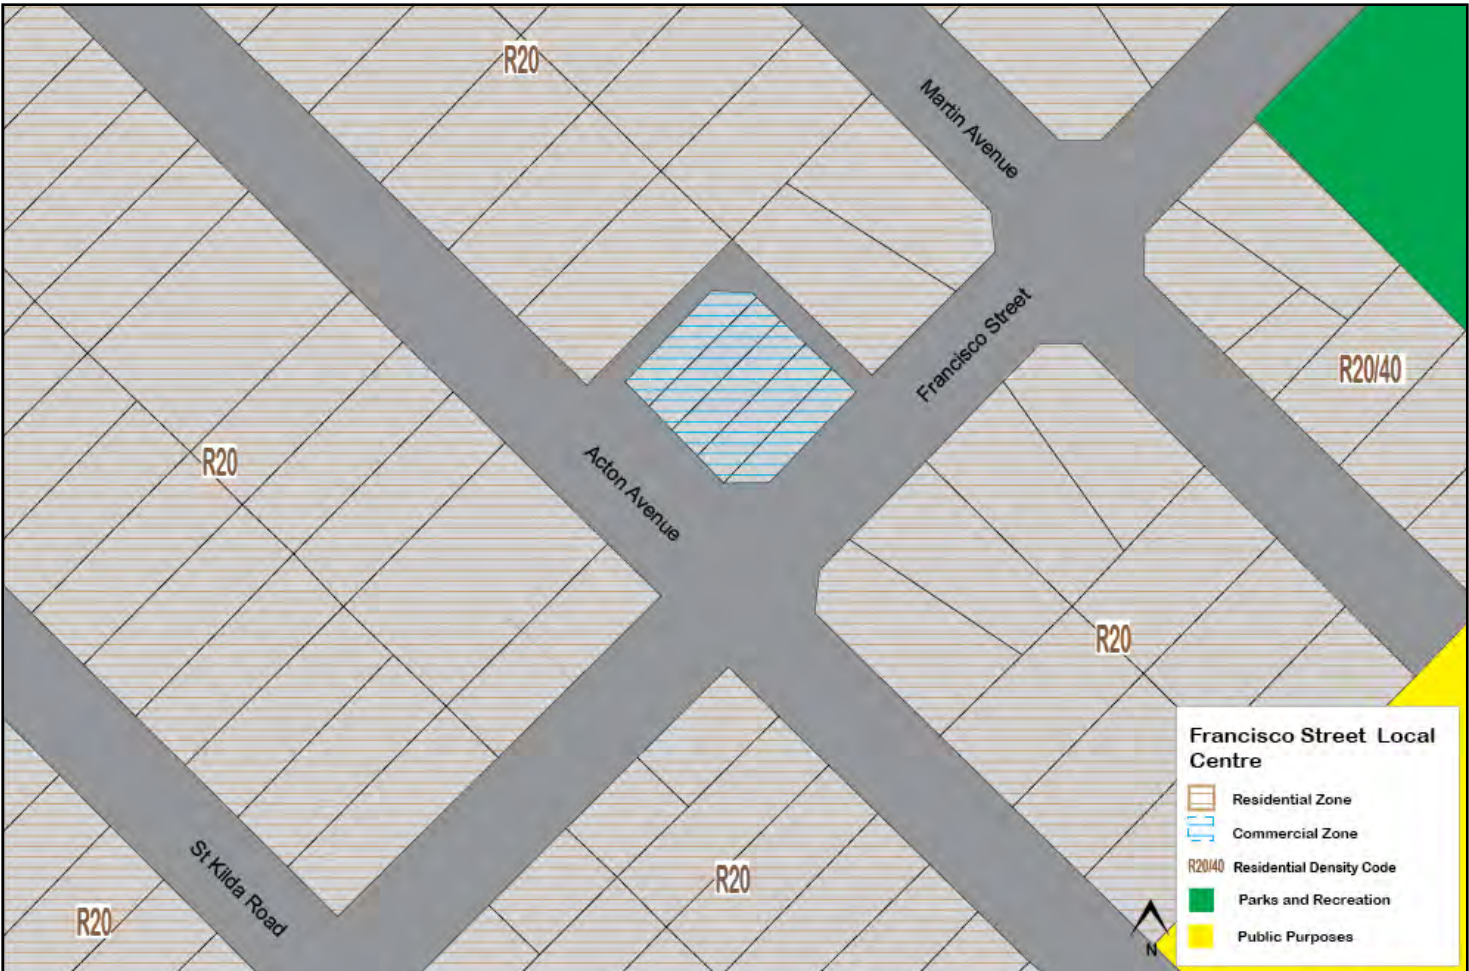 R20
Martin Avenue
Francisco Street
R20/40
R20
Acton Avenue
R20
St Kilda Road
R20
R20
N
Francisco Street Local
Centre
Residential Zone
Commercial Zone
R20/40 Residential Density Code
Parks and Recreation
Public Purposes